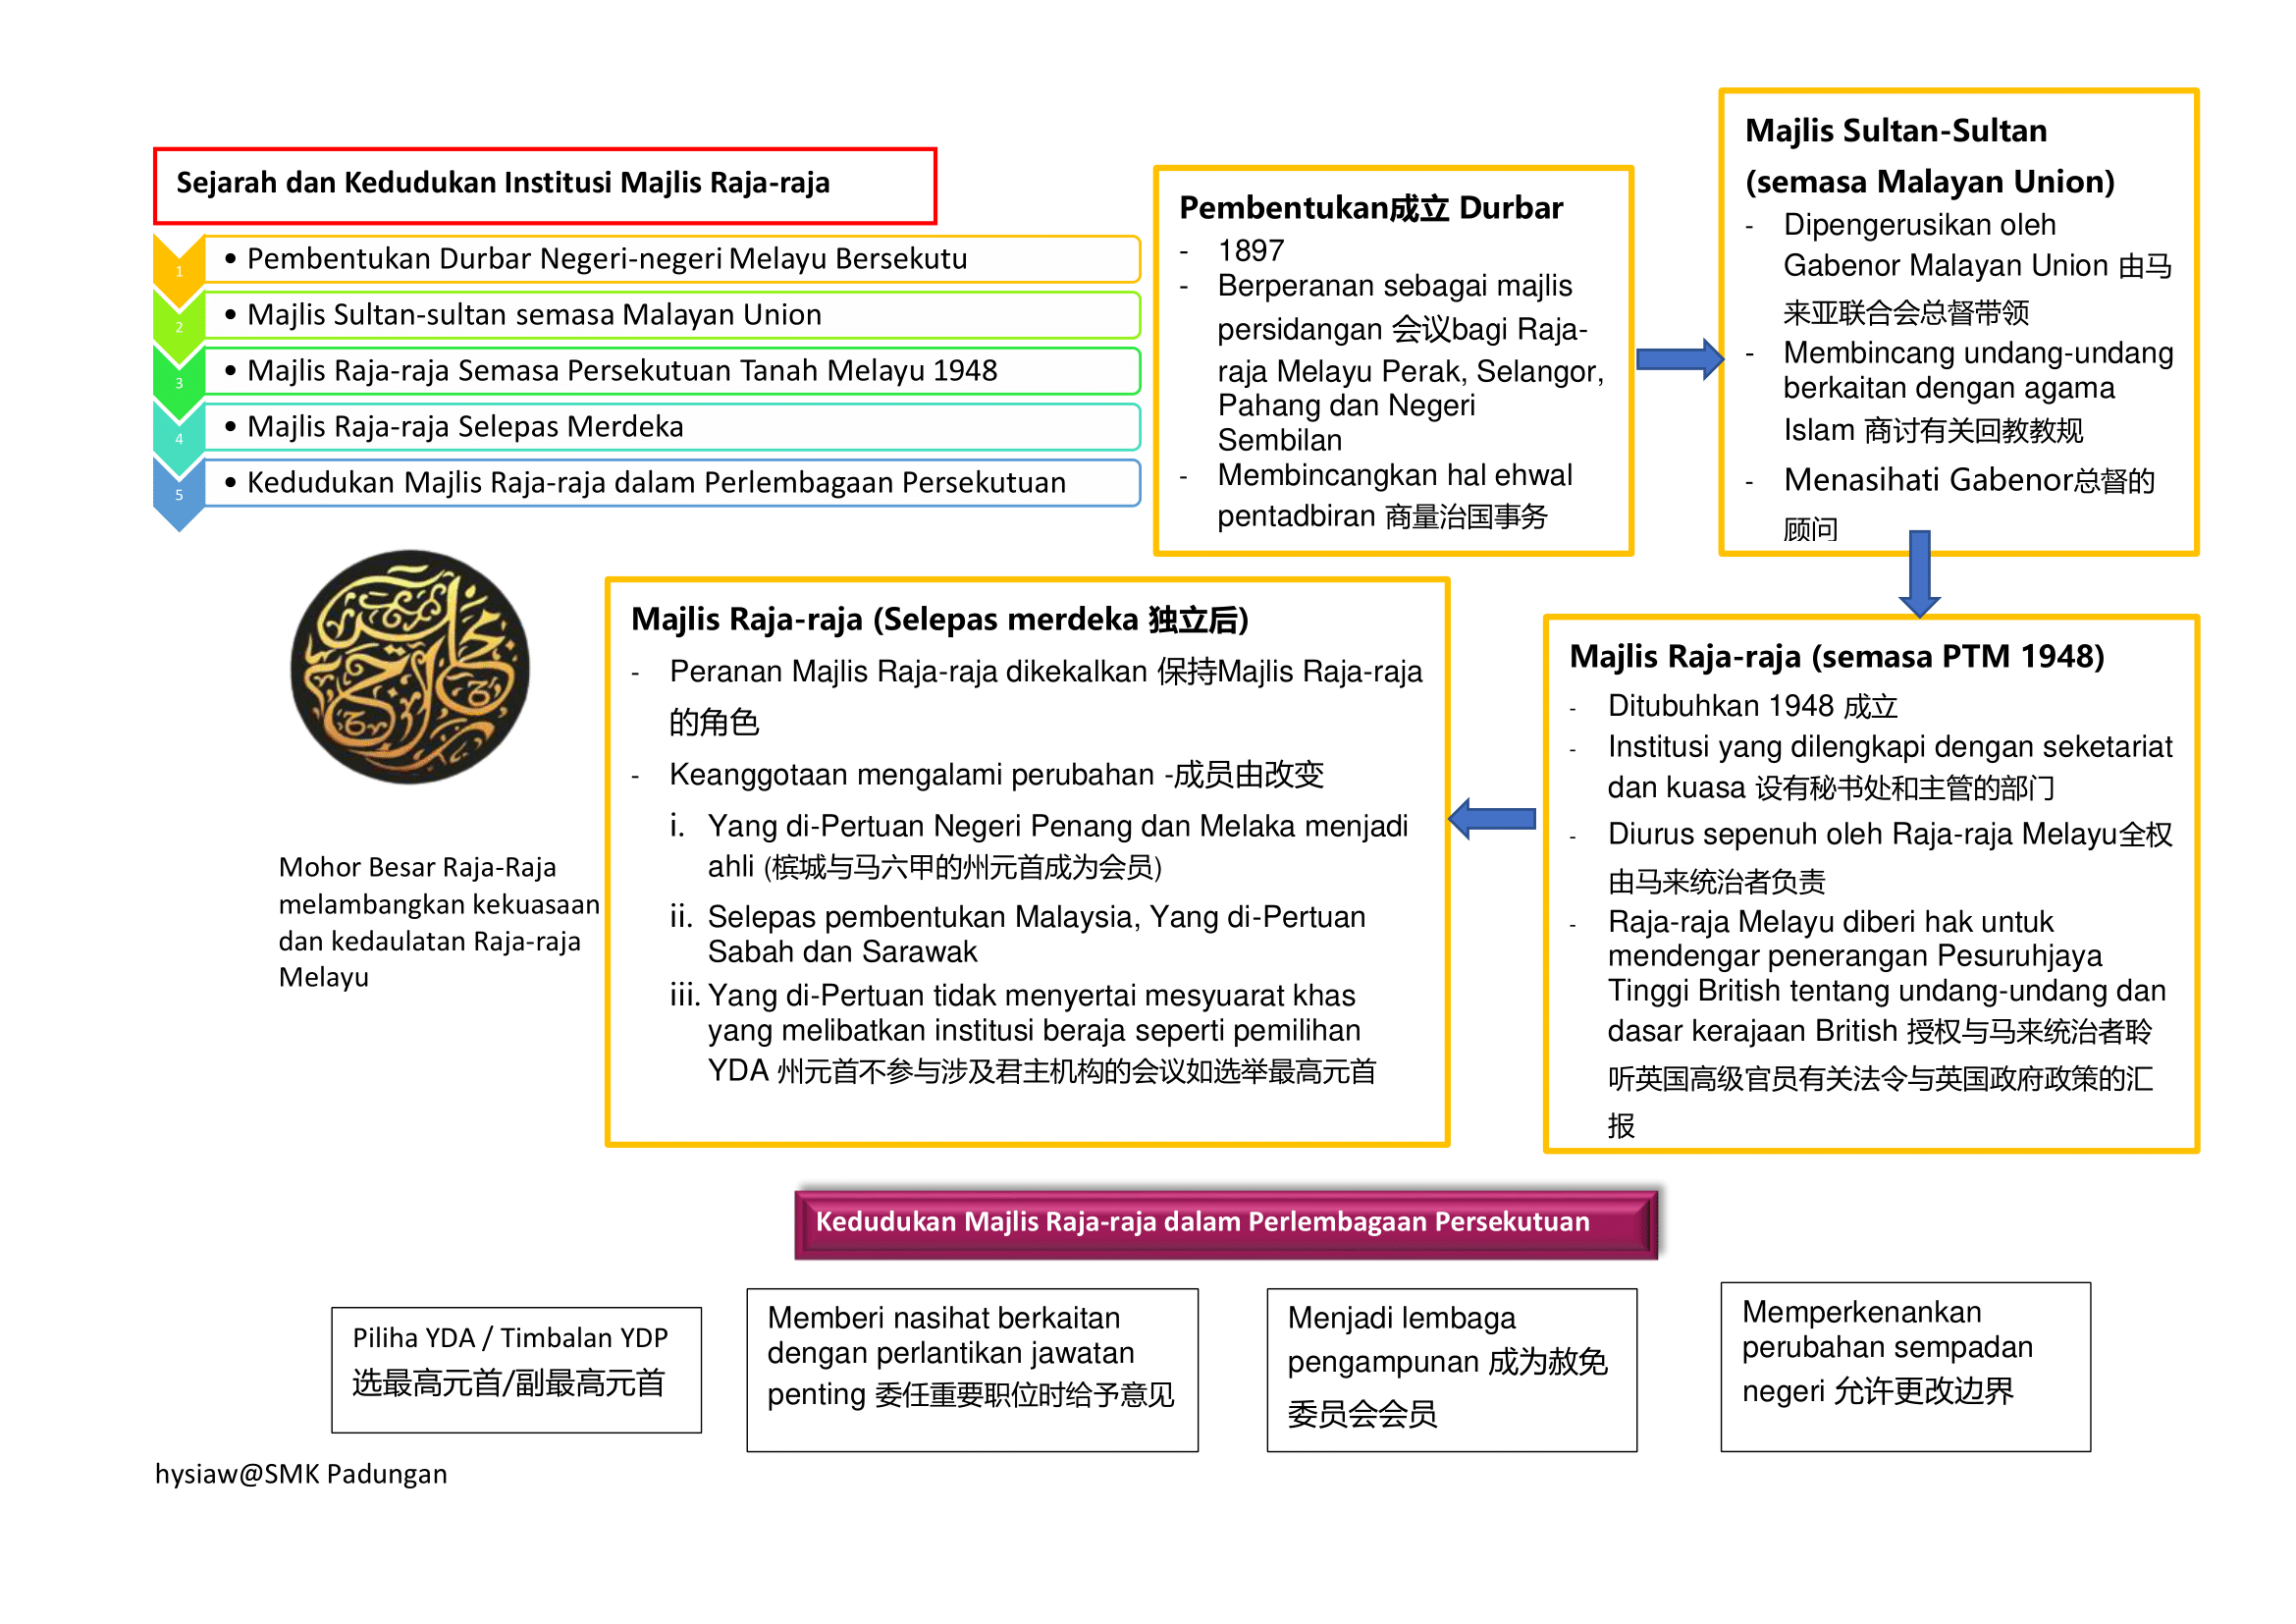 Sejarah dan Kedudukan Institusi Majlis Raja-raja
1
• Pembentukan Durbar Negeri-negeri Melayu Bersekutu
2
• Majlis Sultan-sultan semasa Malayan Union
3
• Majlis Raja-raja Semasa Persekutuan Tanah Melayu 1948
4
• Majlis Raja-raja Selepas Merdeka
5
• Kedudukan Majlis Raja-raja dalam Perlembagaan Persekutuan
Pembentukan成立 Durbar
- 1897
- Berperanan sebagai majlis
persidangan 会议bagi Raja-
raja Melayu Perak, Selangor,
Pahang dan Negeri
Sembilan
- Membincangkan hal ehwal
pentadbiran 商量治国事务
Majlis Sultan-Sultan
(semasa Malayan Union)
- Dipengerusikan oleh
Gabenor Malayan Union 由马
来亚联合会总督带领
- Membincang undang-undang
berkaitan dengan agama
Islam 商讨有关回教教规
- Menasihati Gabenor总督的
顾问
Majlis Raja-raja (semasa PTM 1948)
- Ditubuhkan 1948 成立
- Institusi yang dilengkapi dengan seketariat
dan kuasa 设有秘书处和主管的部门
- Diurus sepenuh oleh Raja-raja Melayu全权
由马来统治者负责
- Raja-raja Melayu diberi hak untuk
mendengar penerangan Pesuruhjaya
Tinggi British tentang undang-undang dan
dasar kerajaan British 授权与马来统治者聆
听英国高级官员有关法令与英国政府政策的汇
报
Majlis Raja-raja (Selepas merdeka 独立后)
- Peranan Majlis Raja-raja dikekalkan 保持Majlis Raja-raja
的角色
- Keanggotaan mengalami perubahan -成员由改变
i. Yang di-Pertuan Negeri Penang dan Melaka menjadi
ahli (槟城与马六甲的州元首成为会员)
ii. Selepas pembentukan Malaysia, Yang di-Pertuan
Sabah dan Sarawak
iii. Yang di-Pertuan tidak menyertai mesyuarat khas
yang melibatkan institusi beraja seperti pemilihan
YDA 州元首不参与涉及君主机构的会议如选举最高元首
Mohor Besar Raja-Raja
melambangkan kekuasaan
dan kedaulatan Raja-raja
Melayu
Kedudukan Majlis Raja-raja dalam Perlembagaan Persekutuan
Piliha YDA / Timbalan YDP
选最高元首/副最高元首
Memberi nasihat berkaitan
dengan perlantikan jawatan
penting 委任重要职位时给予意见
Menjadi lembaga
pengampunan 成为赦免
委员会会员
Memperkenankan
perubahan sempadan
negeri 允许更改边界
hysiaw@SMK Padungan